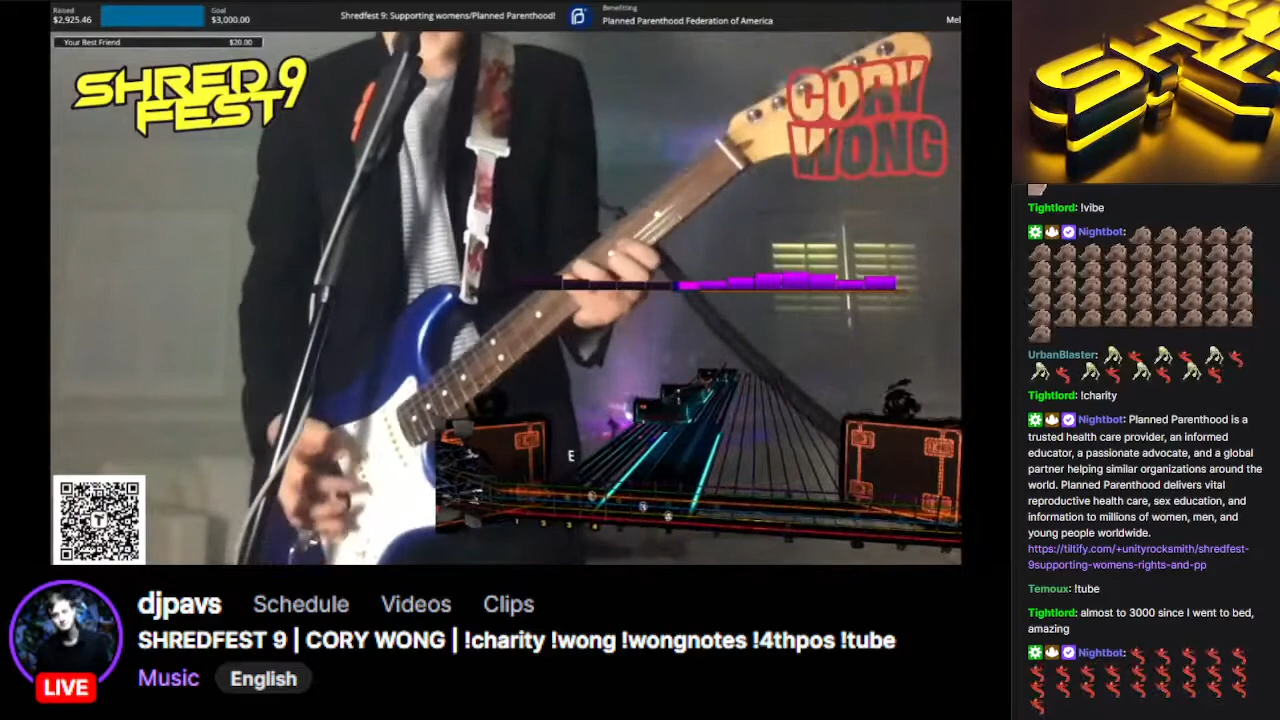 Raised
$2,925.46
Goal
$3,000.00
Shredfest 9: Supporting womens/Planned Parenthood!
Benefitting
Planned Parenthood Federation of America
Mel
Your Best Friend $20.00
SHRED 9
FEST
CORY
WONG
E
1 2 3 4
T
djpavs Schedule Videos Clips
SHREDFEST 9 | CORY WONG | !charity !wong !wongnotes !4thpos !tube
LIVE
Music English
Tightlord: !vibe
Nightbot:
UrbanBlaster:
Tightlord: !charity
Nightbot: Planned Parenthood is a
trusted health care provider, an informed
educator, a passionate advocate, and a global
partner helping similar organizations around the
world. Planned Parenthood delivers vital
reproductive health care, sex education, and
information to millions of women, men, and
young people worldwide.
https://tiltify.com/+unityrocksmith/shredfest-
9supporting-womens-rights-and-pp
Temoux: !tube
Tightlord: almost to 3000 since I went to bed,
amazing
Nightbot: